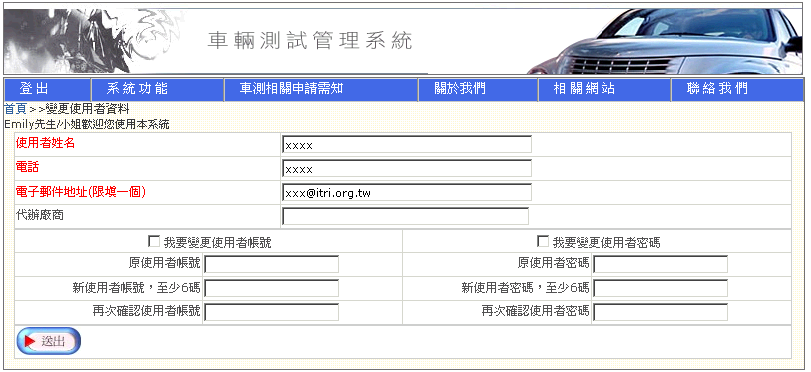 車輛測試管理系統
登出 系統功能 車測相關申請需知 關於我們 相關網站 聯絡我們
首頁>>變更使用者資料
Emily先生/小姐歡迎您使用本系統
使用者姓名 xxxx
電話 xxxx
電子郵件地址(限填一個) xxx@itri.org.tw
代辦廠商
我要變更使用者帳號 我要變更使用者密碼
原使用者帳號 原使用者密碼
新使用者帳號，至少6碼 新使用者密碼，至少6碼
再次確認使用者帳號 再次確認使用者密碼
送出